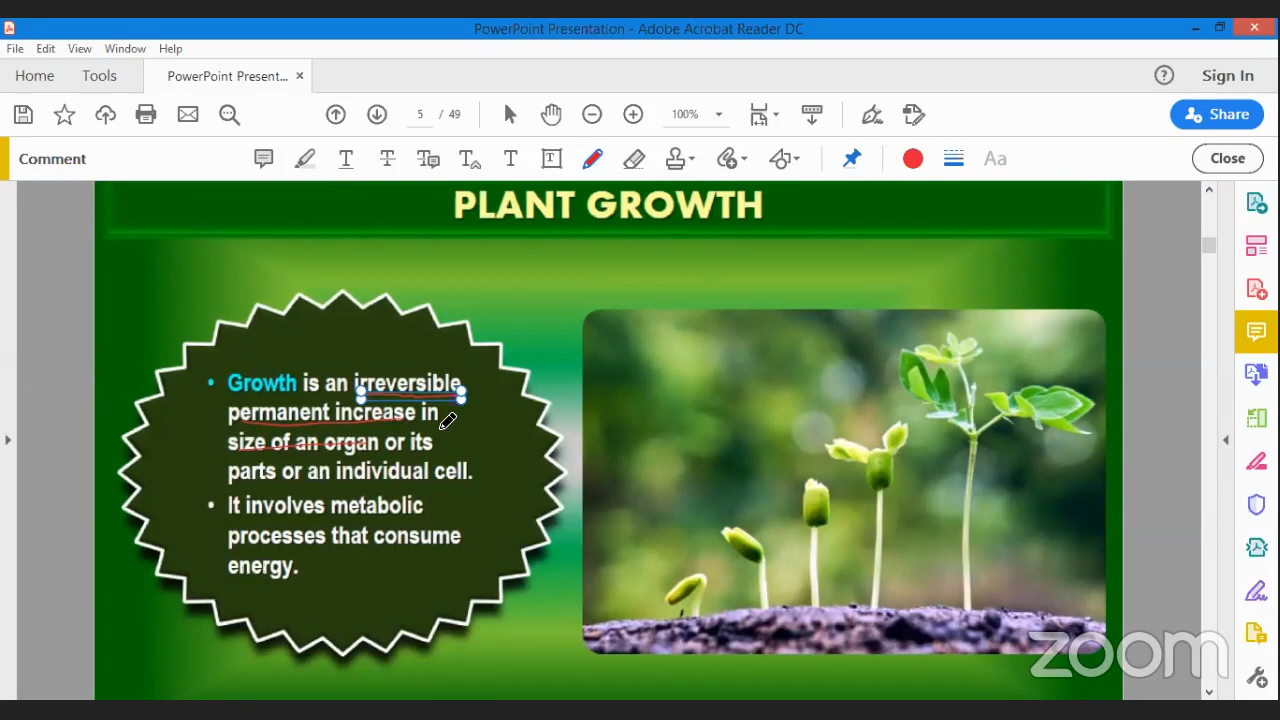 PowerPoint Presentation - Adobe Acrobat Reader DC
File Edit View Window Help
Home Tools PowerPoint Present... × Sign In
5 / 49 100% Share
Comment Aa Close
PLANT GROWTH
• Growth is an irreversible
permanent increase in
size of an organ or its
parts or an individual cell.
• It involves metabolic
processes that consume
energy.
zoom